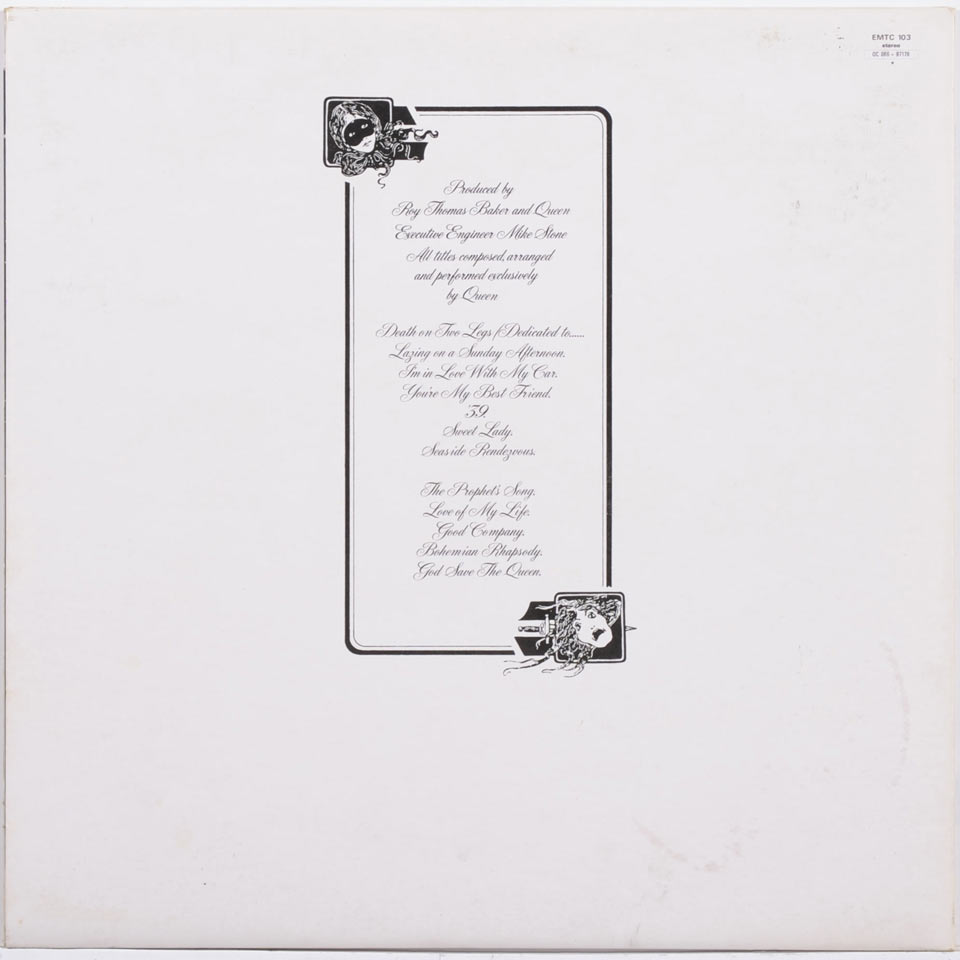 EMTC 103
stereo
Produced by
Roy Thomas Baker and Queen
Executive Engineer Mike Stone
All titles composed, arranged
and performed exclusively
by Queen
Death on Two Legs (Dedicated to......
Lazing on a Sunday Afternoon.
I'm in Love With My Car.
You're My Best Friend.
'39.
Sweet Lady.
Seaside Rendezvous.
The Prophet's Song.
Love of My Life.
Good Company.
Bohemian Rhapsody.
God Save The Queen.